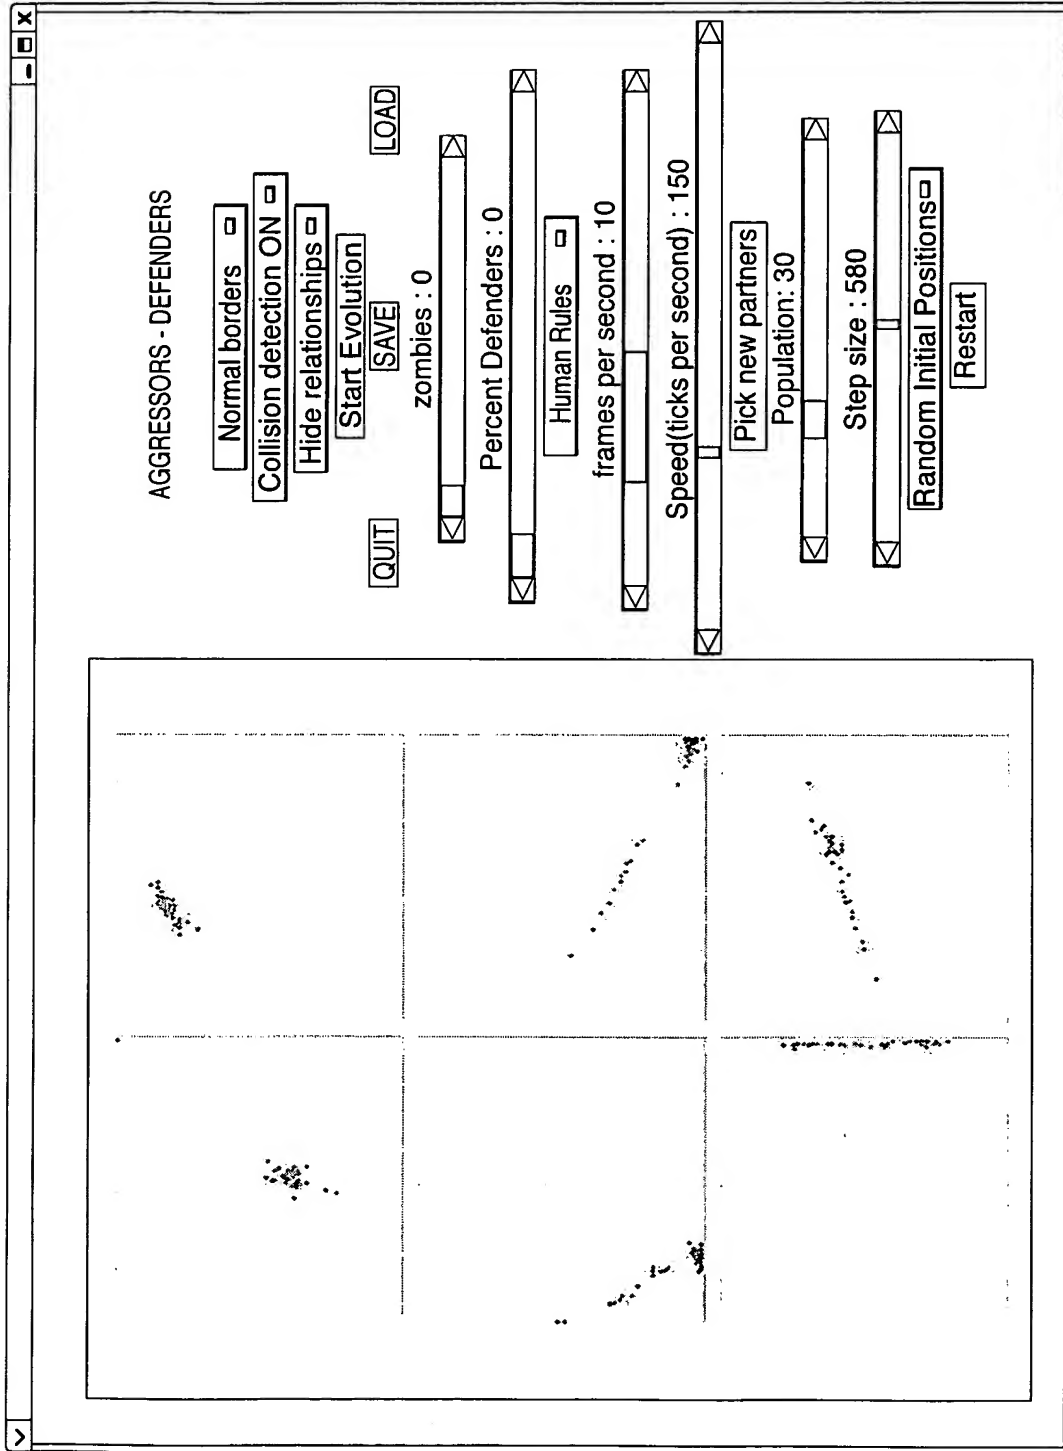 AGGRESSORS - DEFENDERS
Normal borders
Collision detection ON
Hide relationships
Start Evolution
QUIT SAVE LOAD
zombies : 0
Percent Defenders : 0
Human Rules
frames per second : 10
Speed(ticks per second) : 150
Pick new partners
Population: 30
Step size : 580
Random Initial Positions
Restart